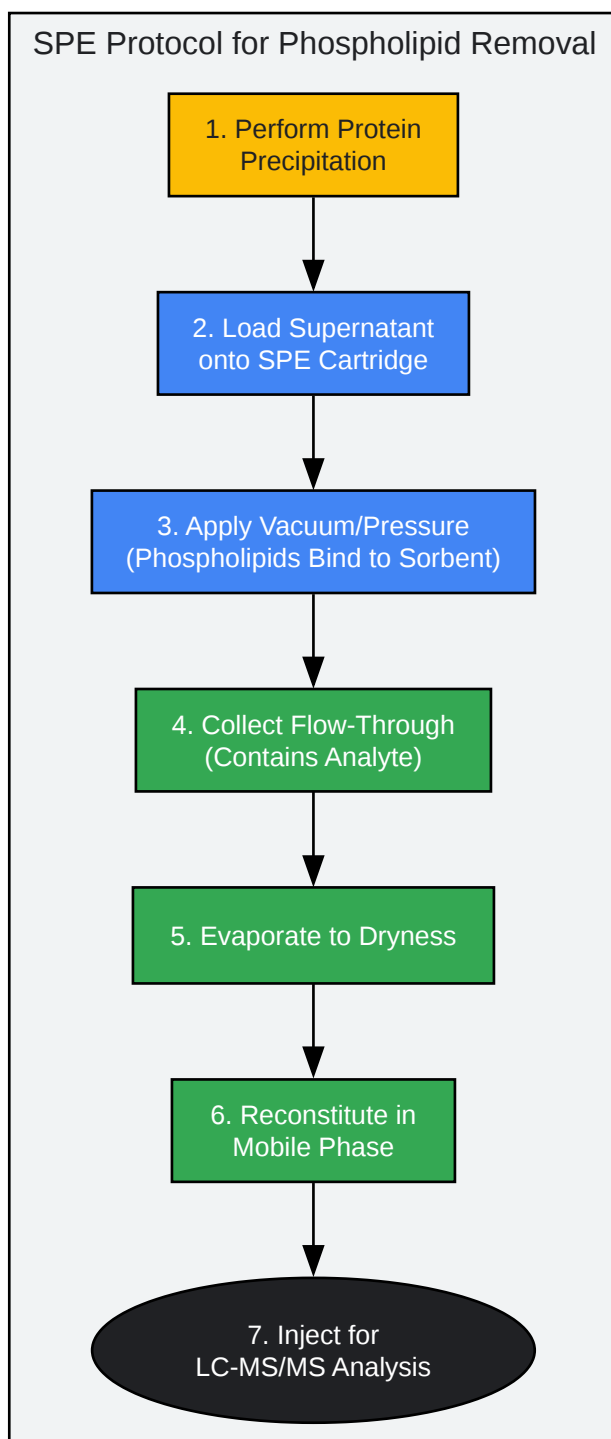 SPE Protocol for Phospholipid Removal
1. Perform Protein
Precipitation
2. Load Supernatant
onto SPE Cartridge
3. Apply Vacuum/Pressure
(Phospholipids Bind to Sorbent)
4. Collect Flow-Through
(Contains Analyte)
5. Evaporate to Dryness
6. Reconstitute in
Mobile Phase
7. Inject for
LC-MS/MS Analysis